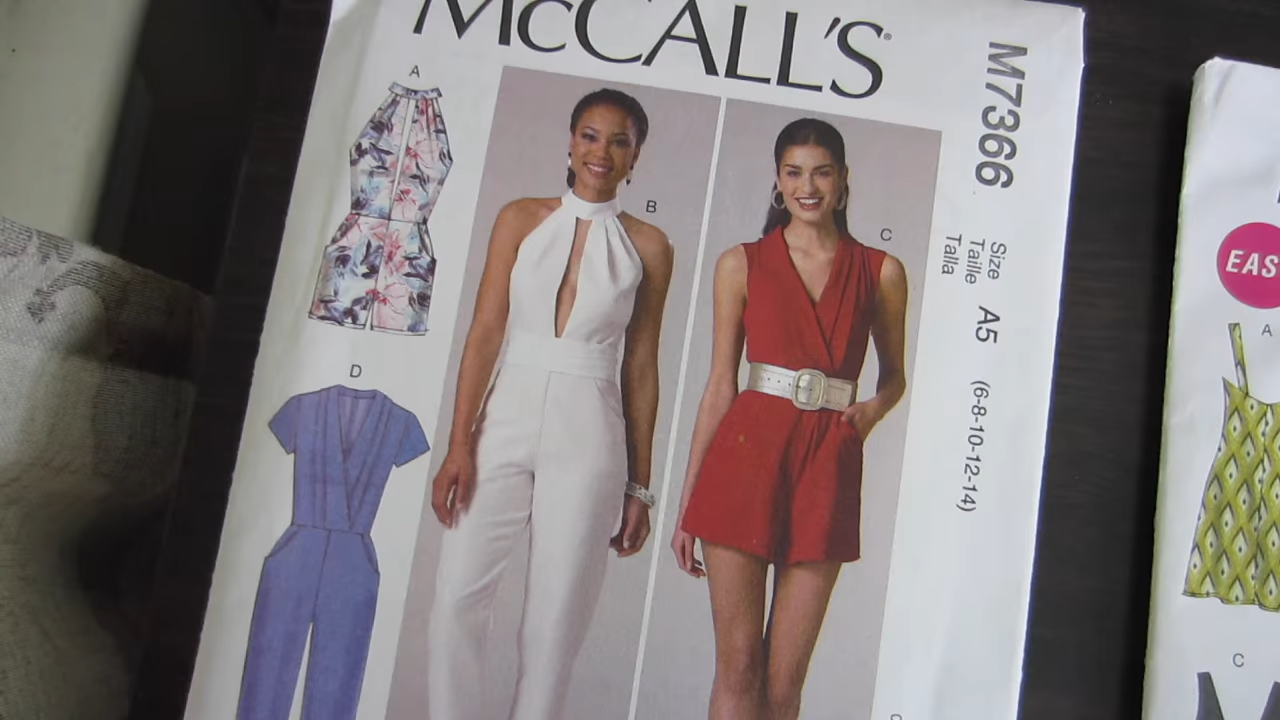 McCALL'S®
M7366
Size
Taille
Talla
A5
(6-8-10-12-14)
A
B
C
D
EAS
A
C